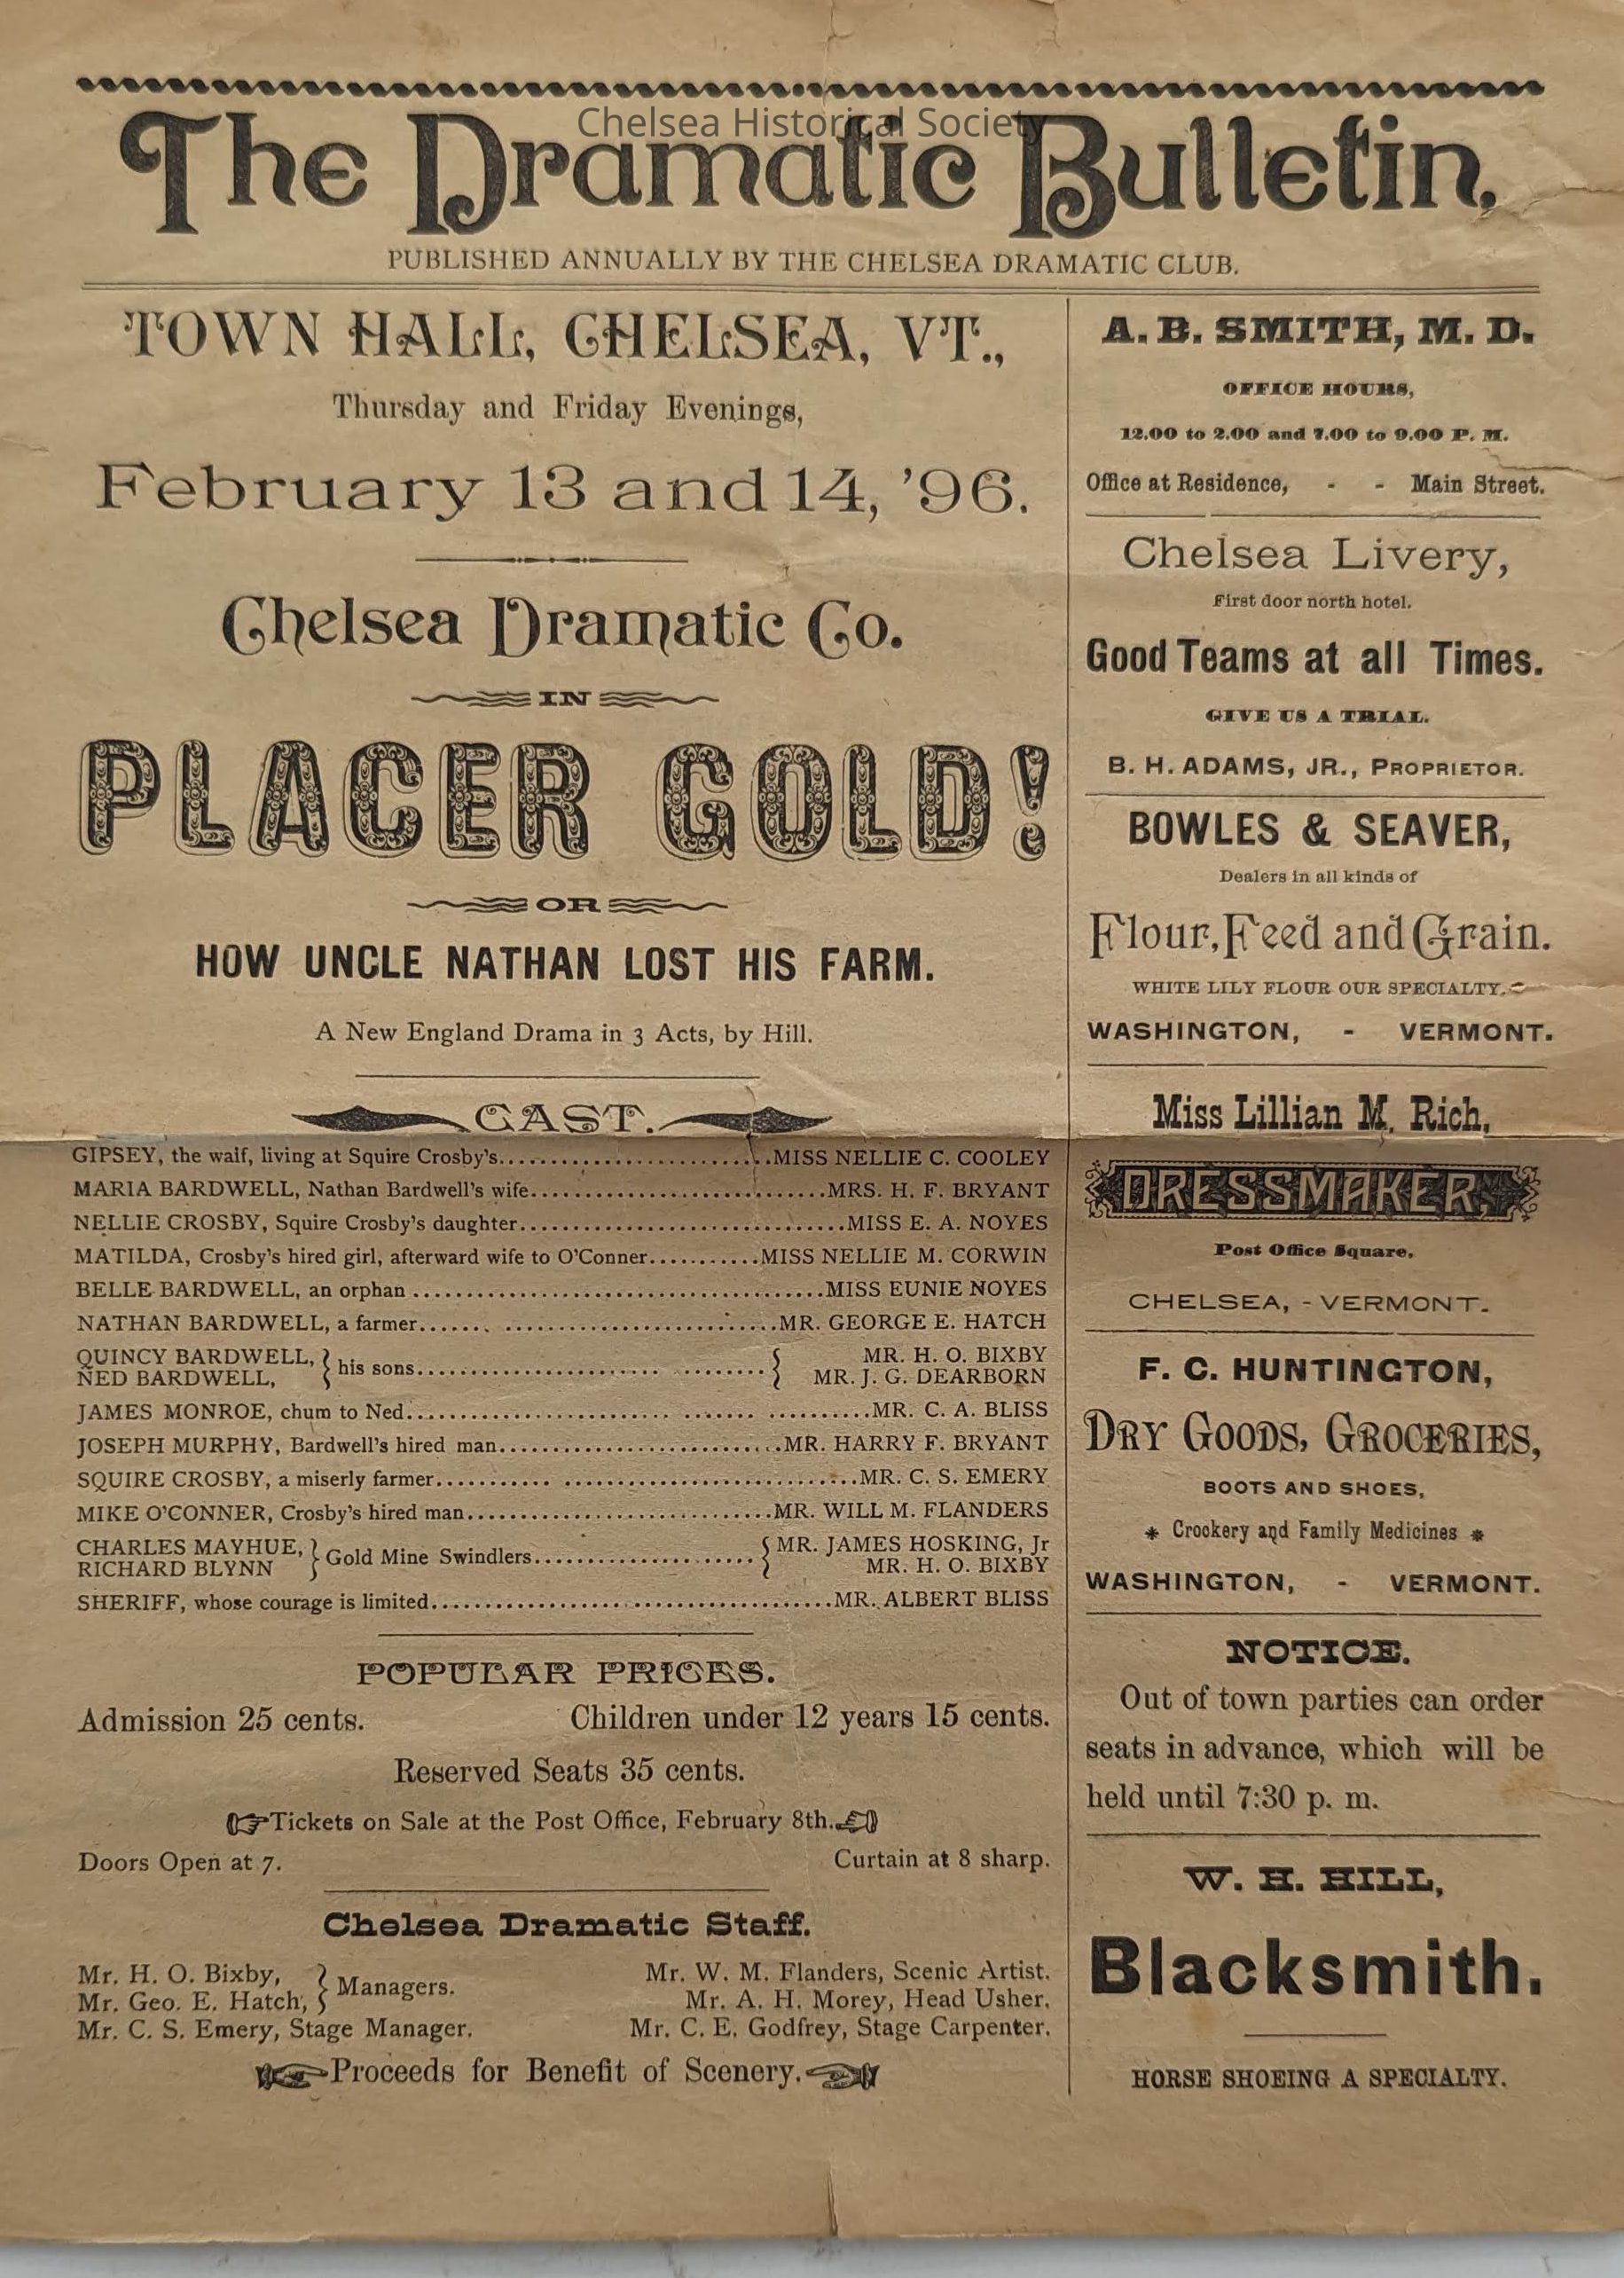 Chelsea Historical Society
The Dramatic Bulletin,
PUBLISHED ANNUALLY BY THE CHELSEA DRAMATIC CLUB.
TOWN HALL, CHELSEA, VT.,
Thursday and Friday Evenings,
February 13 and 14, '96.
Chelsea Dramatic Co.
IN
PLACER GOLD!
OR
HOW UNCLE NATHAN LOST HIS FARM.
A New England Drama in 3 Acts, by Hill.
CAST.
GIPSEY, the waif, living at Squire Crosby's..........................MISS NELLIE C. COOLEY
MARIA BARDWELL, Nathan Bardwell's wife............................MRS. H. F. BRYANT
NELLIE CROSBY, Squire Crosby's daughter...............................MISS E. A. NOYES
MATILDA, Crosby's hired girl, afterward wife to O'Conner...........MISS NELLIE M. CORWIN
BELLE BARDWELL, an orphan .......................................MISS EUNIE NOYES
NATHAN BARDWELL, a farmer....... ..........................MR. GEORGE E. HATCH
QUINCY BARDWELL, } his sons....................... ........{ MR. H. O. BIXBY
NED BARDWELL, MR. J. G. DEARBORN
JAMES MONROE, chum to Ned......................... ....... ..........MR. C. A. BLISS
JOSEPH MURPHY, Bardwell's hired man...........................MR. HARRY F. BRYANT
SQUIRE CROSBY, a miserly farmer........... ............................MR. C. S. EMERY
MIKE O'CONNER, Crosby's hired man.............................MR. WILL M. FLANDERS
CHARLES MAYHUE, } Gold Mine Swindlers.....................{ MR. JAMES HOSKING, Jr
RICHARD BLYNN MR. H. O. BIXBY
SHERIFF, whose courage is limited......................................MR. ALBERT BLISS
POPULAR PRICES.
Admission 25 cents. Children under 12 years 15 cents.
Reserved Seats 35 cents.
Tickets on Sale at the Post Office, February 8th.
Doors Open at 7. Curtain at 8 sharp.
Chelsea Dramatic Staff.
Mr. H. O. Bixby, } Managers.
Mr. Geo. E. Hatch,
Mr. C. S. Emery, Stage Manager.
Mr. W. M. Flanders, Scenic Artist.
Mr. A. H. Morey, Head Usher.
Mr. C. E. Godfrey, Stage Carpenter.
Proceeds for Benefit of Scenery.
A. B. SMITH, M. D.
OFFICE HOURS,
12.00 to 2.00 and 7.00 to 9.00 P. M.
Office at Residence, - - Main Street.
Chelsea Livery,
First door north hotel.
Good Teams at all Times.
GIVE US A TRIAL.
B. H. ADAMS, JR., PROPRIETOR.
BOWLES & SEAVER,
Dealers in all kinds of
Flour, Feed and Grain.
WHITE LILY FLOUR OUR SPECIALTY.
WASHINGTON, - VERMONT.
Miss Lillian M. Rich,
DRESSMAKER
Post Office Square,
CHELSEA, - VERMONT.
F. C. HUNTINGTON,
DRY GOODS, GROCERIES,
BOOTS AND SHOES,
* Crockery and Family Medicines *
WASHINGTON, - VERMONT.
NOTICE.
Out of town parties can order
seats in advance, which will be
held until 7:30 p. m.
W. H. HILL,
Blacksmith.
HORSE SHOEING A SPECIALTY.